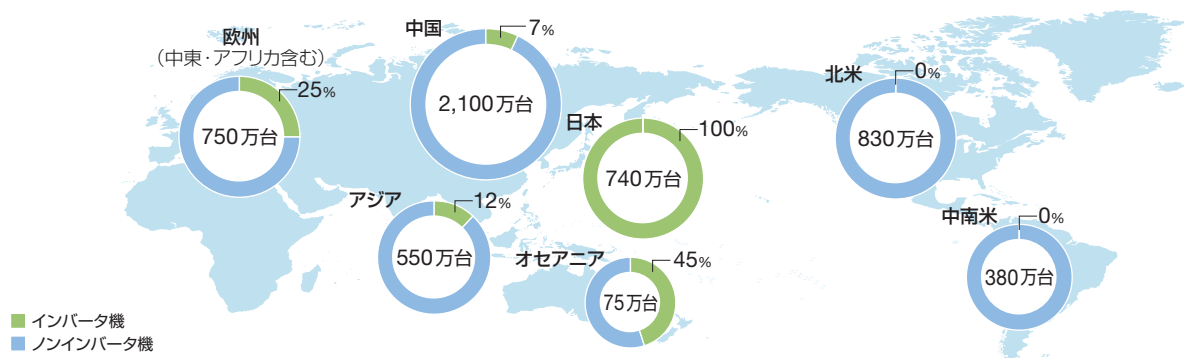 欧州
(中東・アフリカ含む)
25%
750万台
中国
7%
2,100万台
日本
100%
740万台
アジア
12%
550万台
オセアニア
45%
75万台
北米
0%
830万台
中南米
0%
380万台
インバータ機
ノンインバータ機